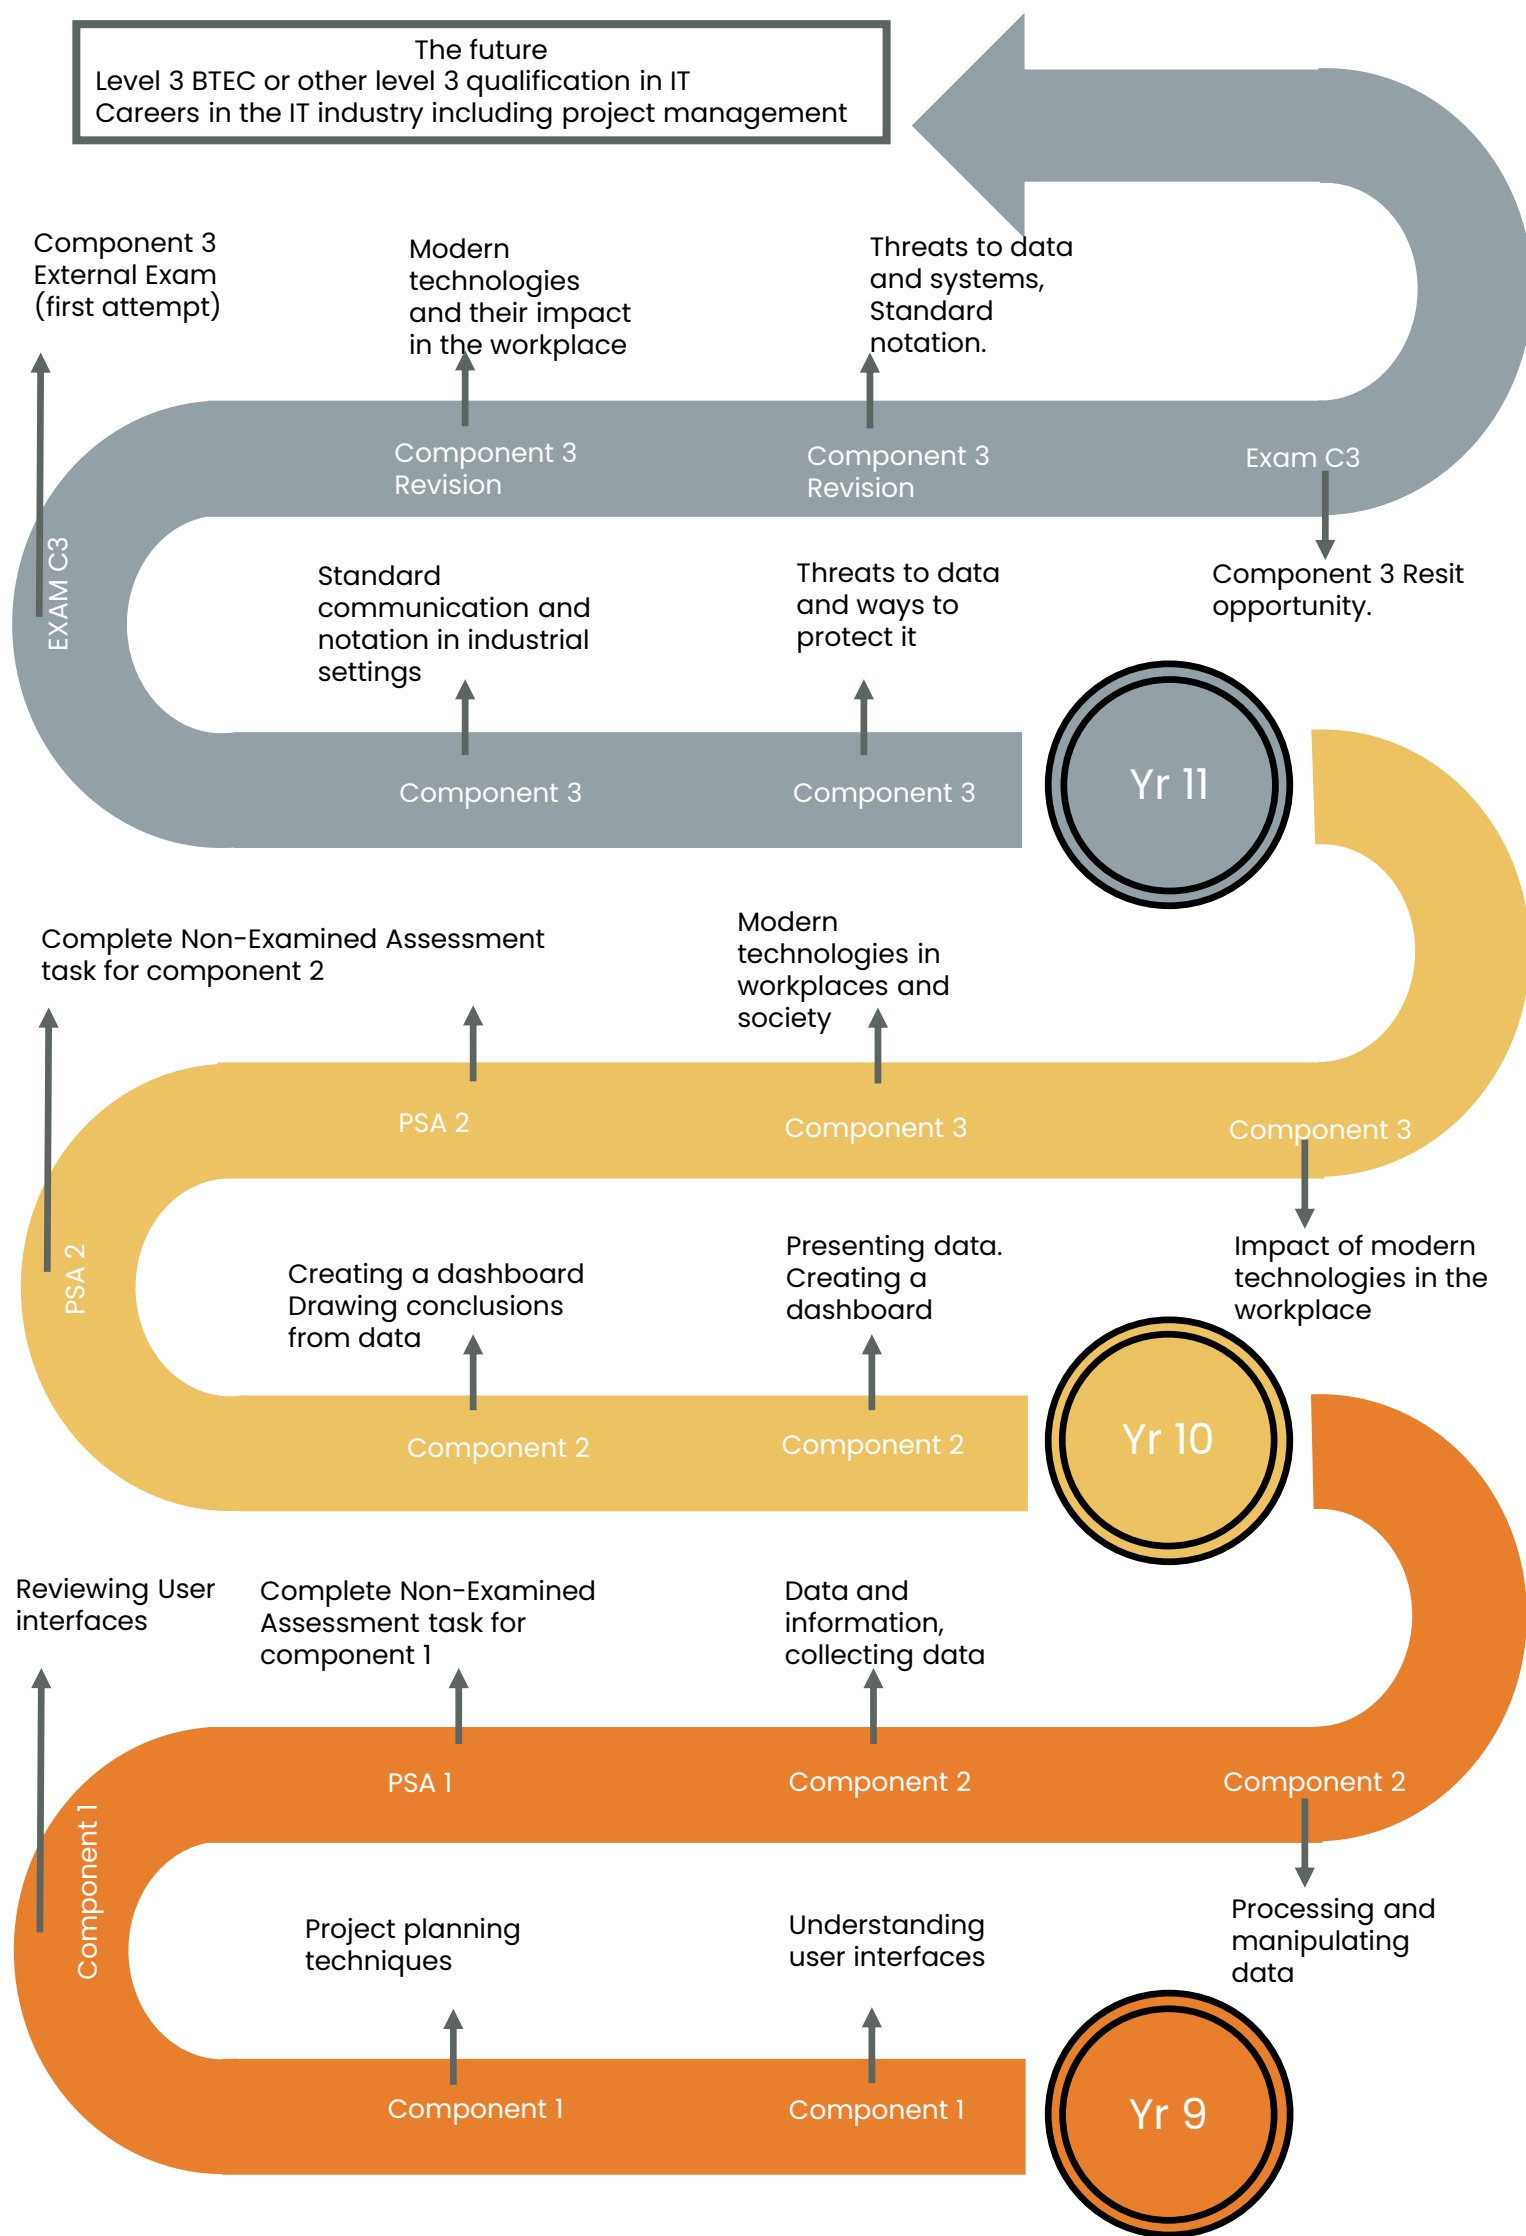 The future
Level 3 BTEC or other level 3 qualification in IT
Careers in the IT industry including project management
Component 3
External Exam
(first attempt)
Modern
technologies
and their impact
in the workplace
Threats to data
and systems,
Standard
notation.
Component 3
Revision
Component 3
Revision
Exam C3
EXAM C3
Standard
communication and
notation in industrial
settings
Threats to data
and ways to
protect it
Component 3 Resit
opportunity.
Component 3
Component 3
Yr 11
Complete Non-Examined Assessment
task for component 2
Modern
technologies in
workplaces and
society
PSA 2
Component 3
Component 3
PSA 2
Creating a dashboard
Drawing conclusions
from data
Presenting data.
Creating a
dashboard
Impact of modern
technologies in the
workplace
Component 2
Component 2
Yr 10
Reviewing User
interfaces
Complete Non-Examined
Assessment task for
component 1
Data and
information,
collecting data
PSA 1
Component 2
Component 2
Component 1
Project planning
techniques
Understanding
user interfaces
Processing and
manipulating
data
Component 1
Component 1
Yr 9